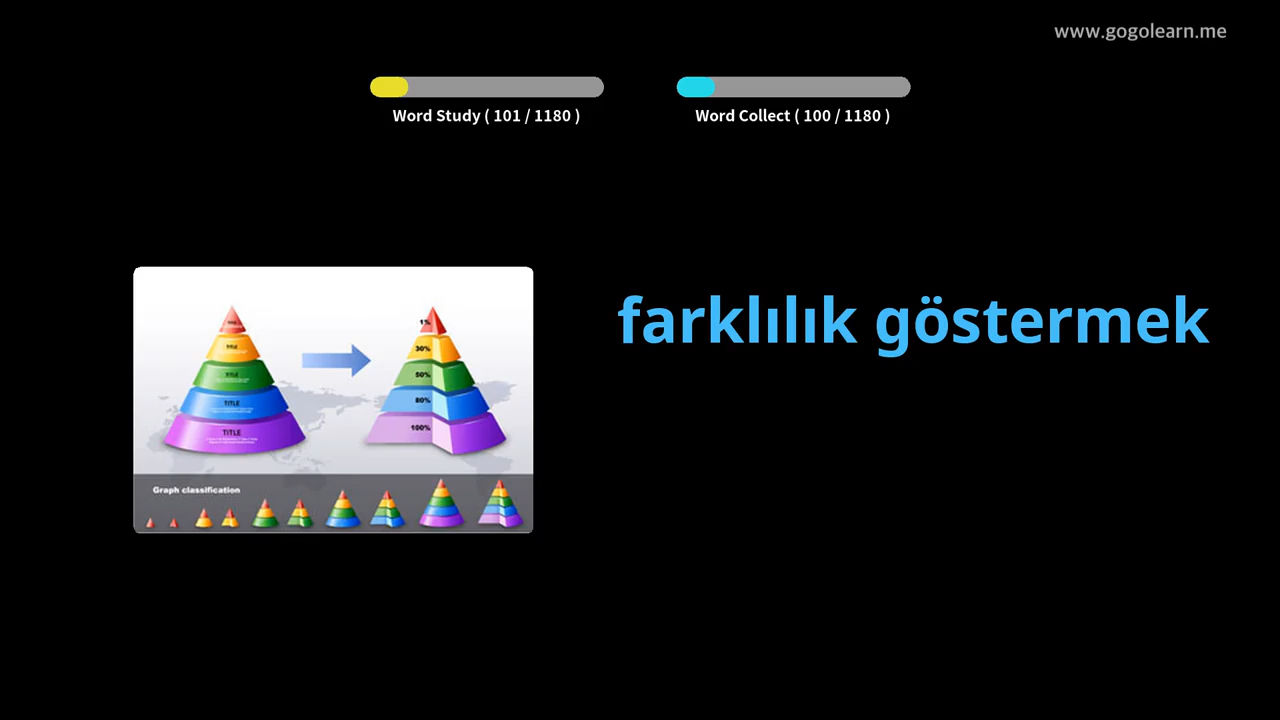 www.gogolearn.me
Word Study ( 101 / 1180 )
Word Collect ( 100 / 1180 )
farklılık göstermek
TITLE
TITLE
TITLE
TITLE
1%
30%
50%
80%
100%
Graph classification